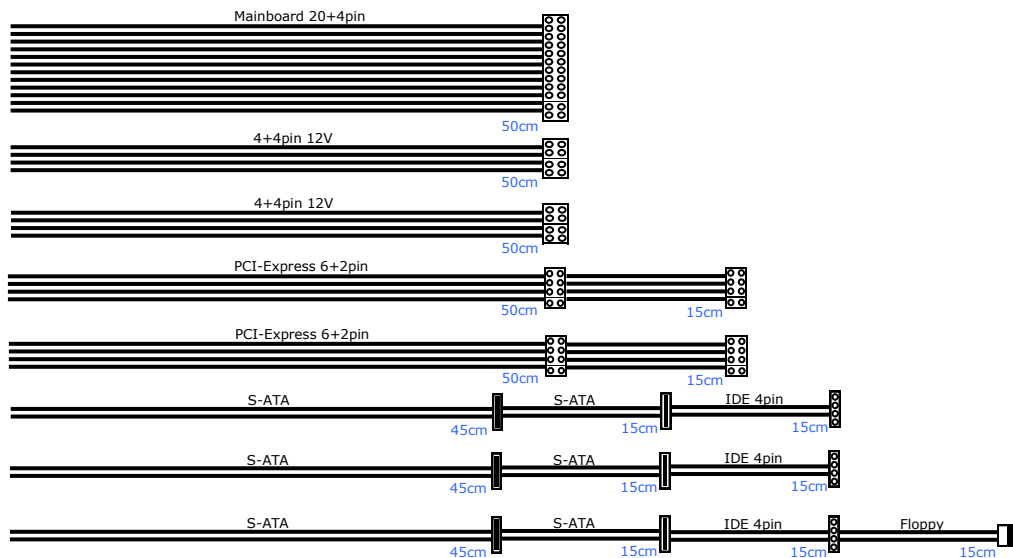 Mainboard 20+4pin
50cm
4+4pin 12V
50cm
4+4pin 12V
50cm
PCI-Express 6+2pin
50cm 15cm
PCI-Express 6+2pin
50cm 15cm
S-ATA S-ATA IDE 4pin
45cm 15cm 15cm
S-ATA S-ATA IDE 4pin
45cm 15cm 15cm
S-ATA S-ATA IDE 4pin Floppy
45cm 15cm 15cm 15cm